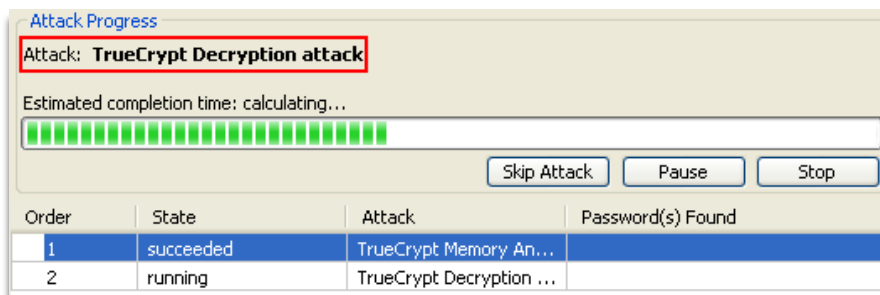 Attack Progress
Attack: TrueCrypt Decryption attack
Estimated completion time: calculating...
Skip Attack Pause Stop
Order State Attack Password(s) Found
1 succeeded TrueCrypt Memory An...
2 running TrueCrypt Decryption ...